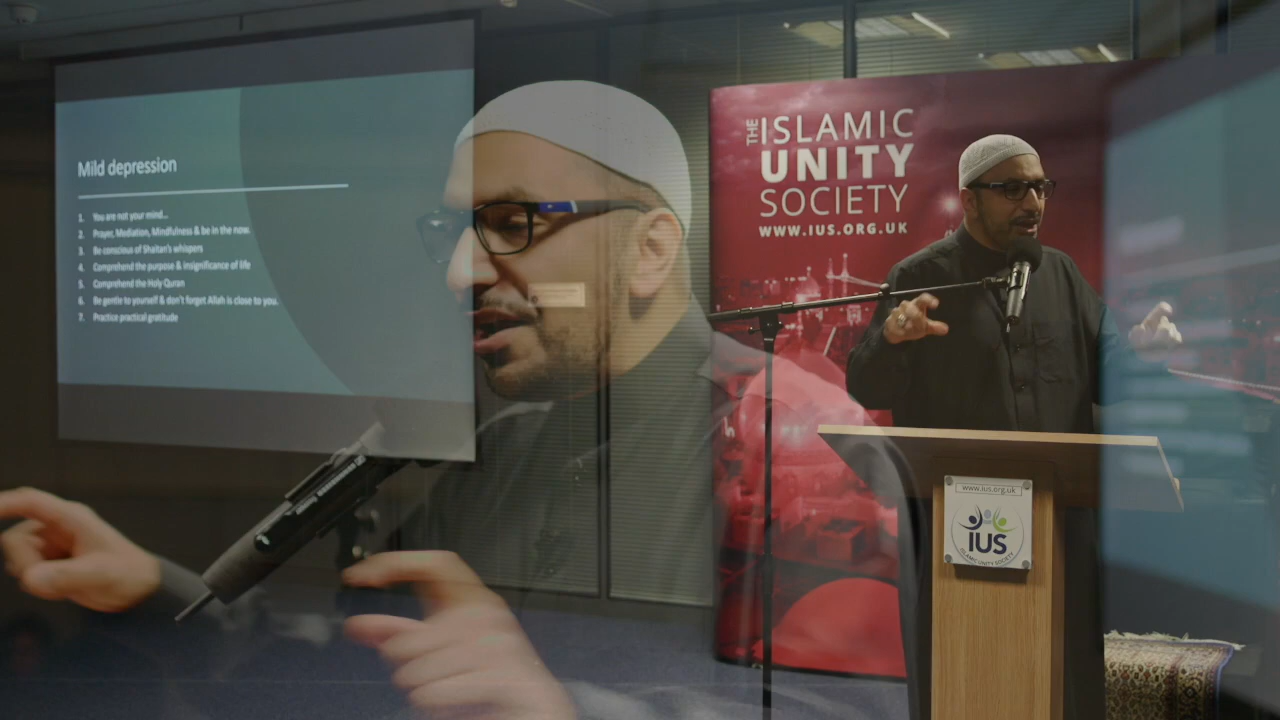 Mild depression
1. You are not your mind...
2. Prayer, Mediation, Mindfulness & be in the now.
3. Be conscious of Shaitan's whispers
4. Comprehend the purpose & insignificance of life
5. Comprehend the Holy Quran
6. Be gentle to yourself & don't forget Allah is close to you.
7. Practice practical gratitude
THE ISLAMIC
UNITY
SOCIETY
WWW.IUS.ORG.UK
www.ius.org.uk
IUS
ISLAMIC UNITY SOCIETY